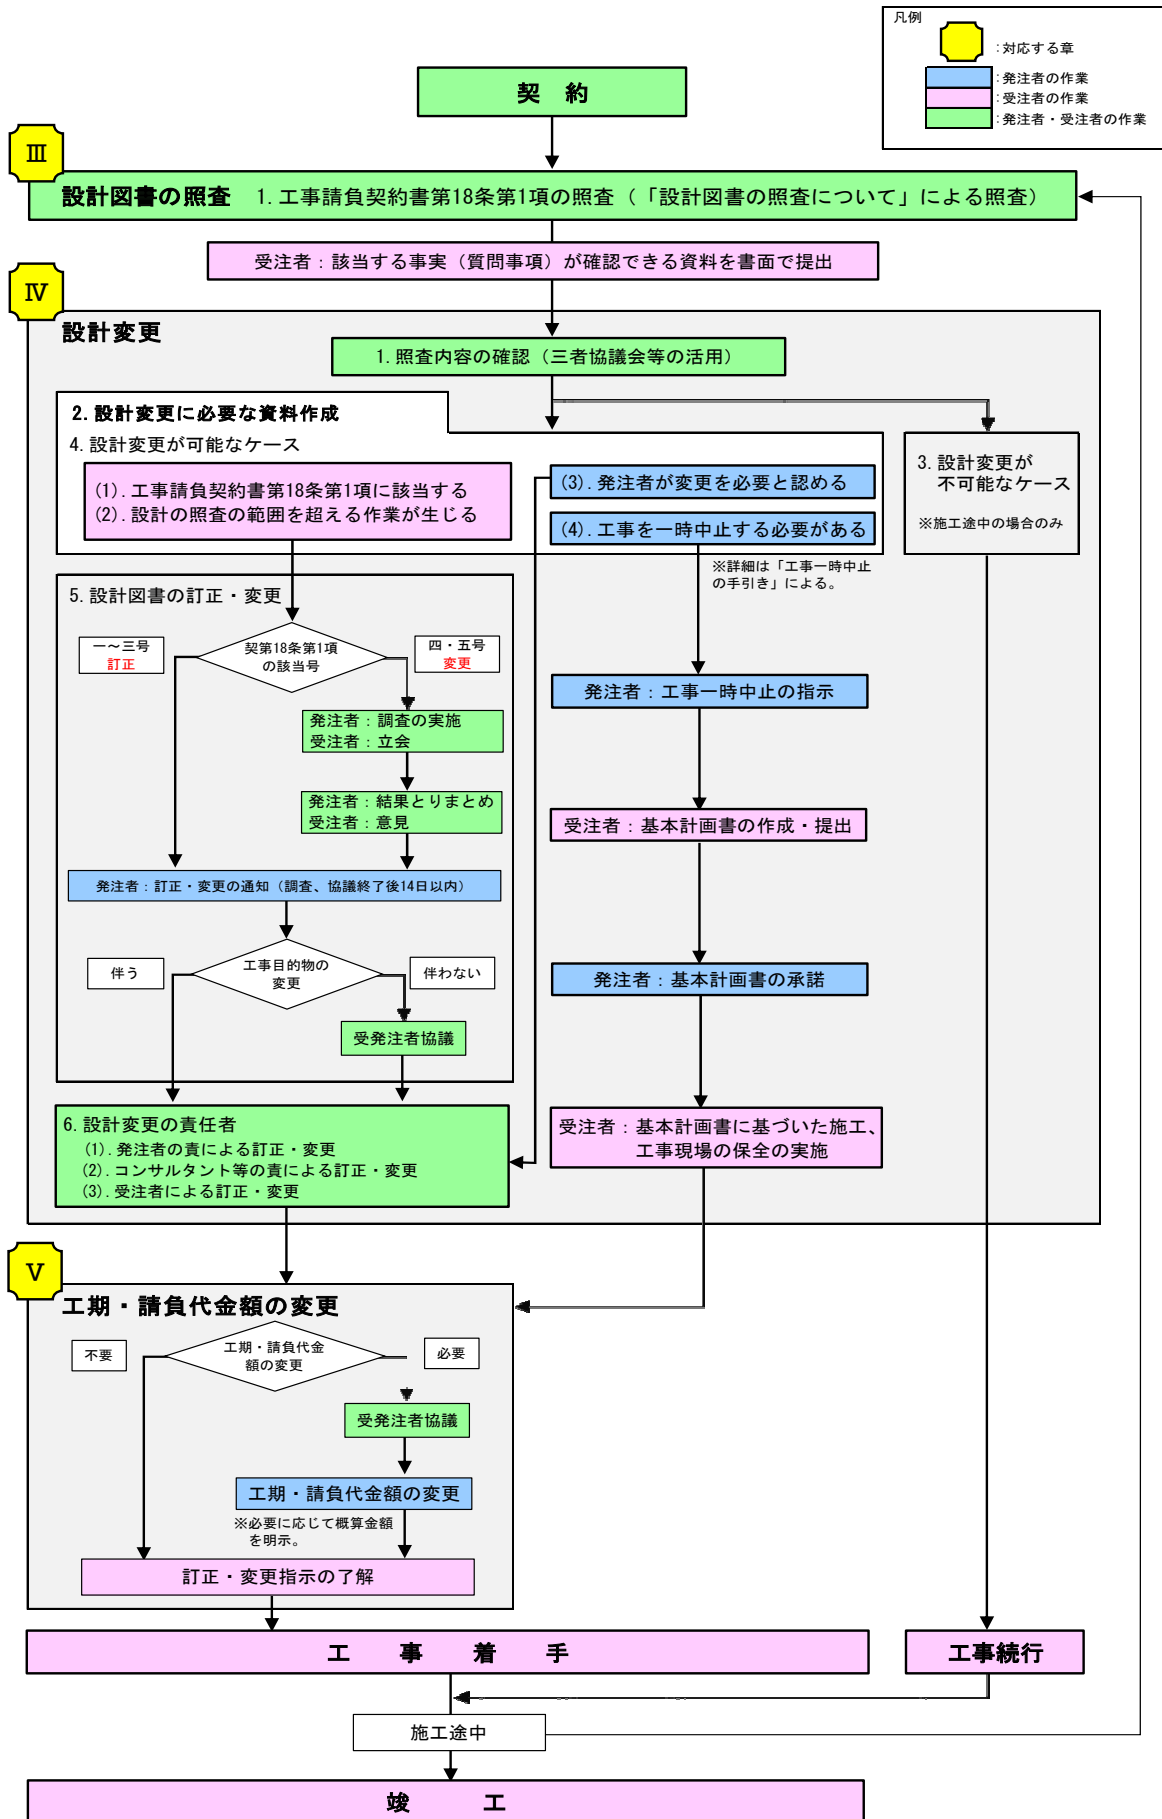 凡例
：対応する章
：発注者の作業
：受注者の作業
：発注者・受注者の作業
契　約
Ⅲ
設計図書の照査　1．工事請負契約書第18条第1項の照査（「設計図書の照査について」による照査）
受注者：該当する事実（質問事項）が確認できる資料を書面で提出
Ⅳ
設計変更
1．照査内容の確認（三者協議会等の活用）
2．設計変更に必要な資料作成
4．設計変更が可能なケース
(1)．工事請負契約書第18条第1項に該当する
(2)．設計の照査の範囲を超える作業が生じる
(3)．発注者が変更を必要と認める
(4)．工事を一時中止する必要がある
※詳細は「工事一時中止
の手引き」による。
3．設計変更が
不可能なケース
※施工途中の場合のみ
5．設計図書の訂正・変更
一～三号
訂正
契第18条第1項
の該当号
四・五号
変更
発注者：調査の実施
受注者：立会
発注者：結果とりまとめ
受注者：意見
発注者：訂正・変更の通知（調査、協議終了後14日以内）
伴う
工事目的物の
変更
伴わない
受発注者協議
発注者：工事一時中止の指示
受注者：基本計画書の作成・提出
発注者：基本計画書の承諾
受注者：基本計画書に基づいた施工、
工事現場の保全の実施
6．設計変更の責任者
(1)．発注者の責による訂正・変更
(2)．コンサルタント等の責による訂正・変更
(3)．受注者による訂正・変更
Ⅴ
工期・請負代金額の変更
不要
工期・請負代金
額の変更
必要
受発注者協議
工期・請負代金額の変更
※必要に応じて概算金額
を明示。
訂正・変更指示の了解
工　事　着　手
工事続行
施工途中
竣　工